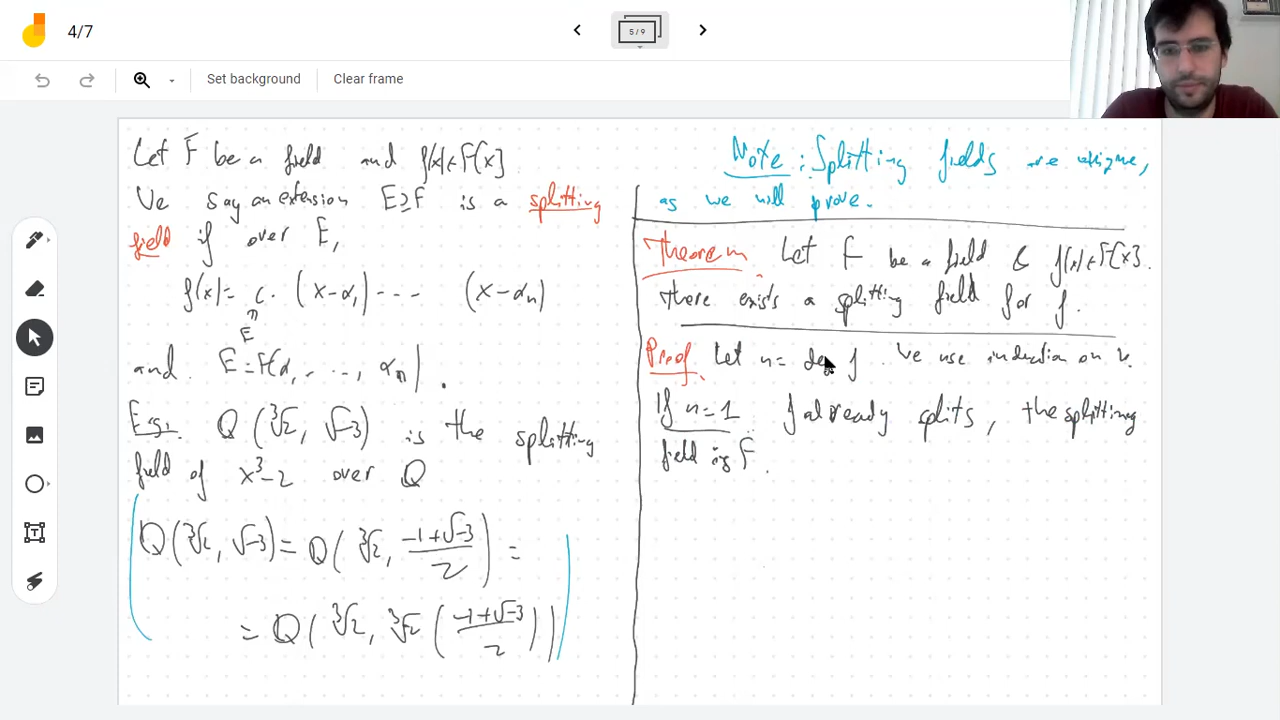 4/7
5/9
Set background
Clear frame
Let F be a field and f(x)∈F[x]
We say an extension E≥F is a splitting
field if over E,
f(x)= c · (x-α₁) ··· (x-αₙ)
∩
E
and E=F(α₁, ..., αₙ).
E.g. Q(∛2, √-3) is the splitting
field of x³-2 over Q
(Q(∛2, √-3) = Q(∛2, (-1+√-3)/2) =
= Q(∛2, ∛2((-1+√-3)/2)))
Note: Splitting fields are unique,
as we will prove.
Theorem. Let F be a field & f(x)∈F[x].
There exists a splitting field for f.
Proof. Let n= deg f. We use induction on n.
If n=1 f already splits, the splitting
field is F.